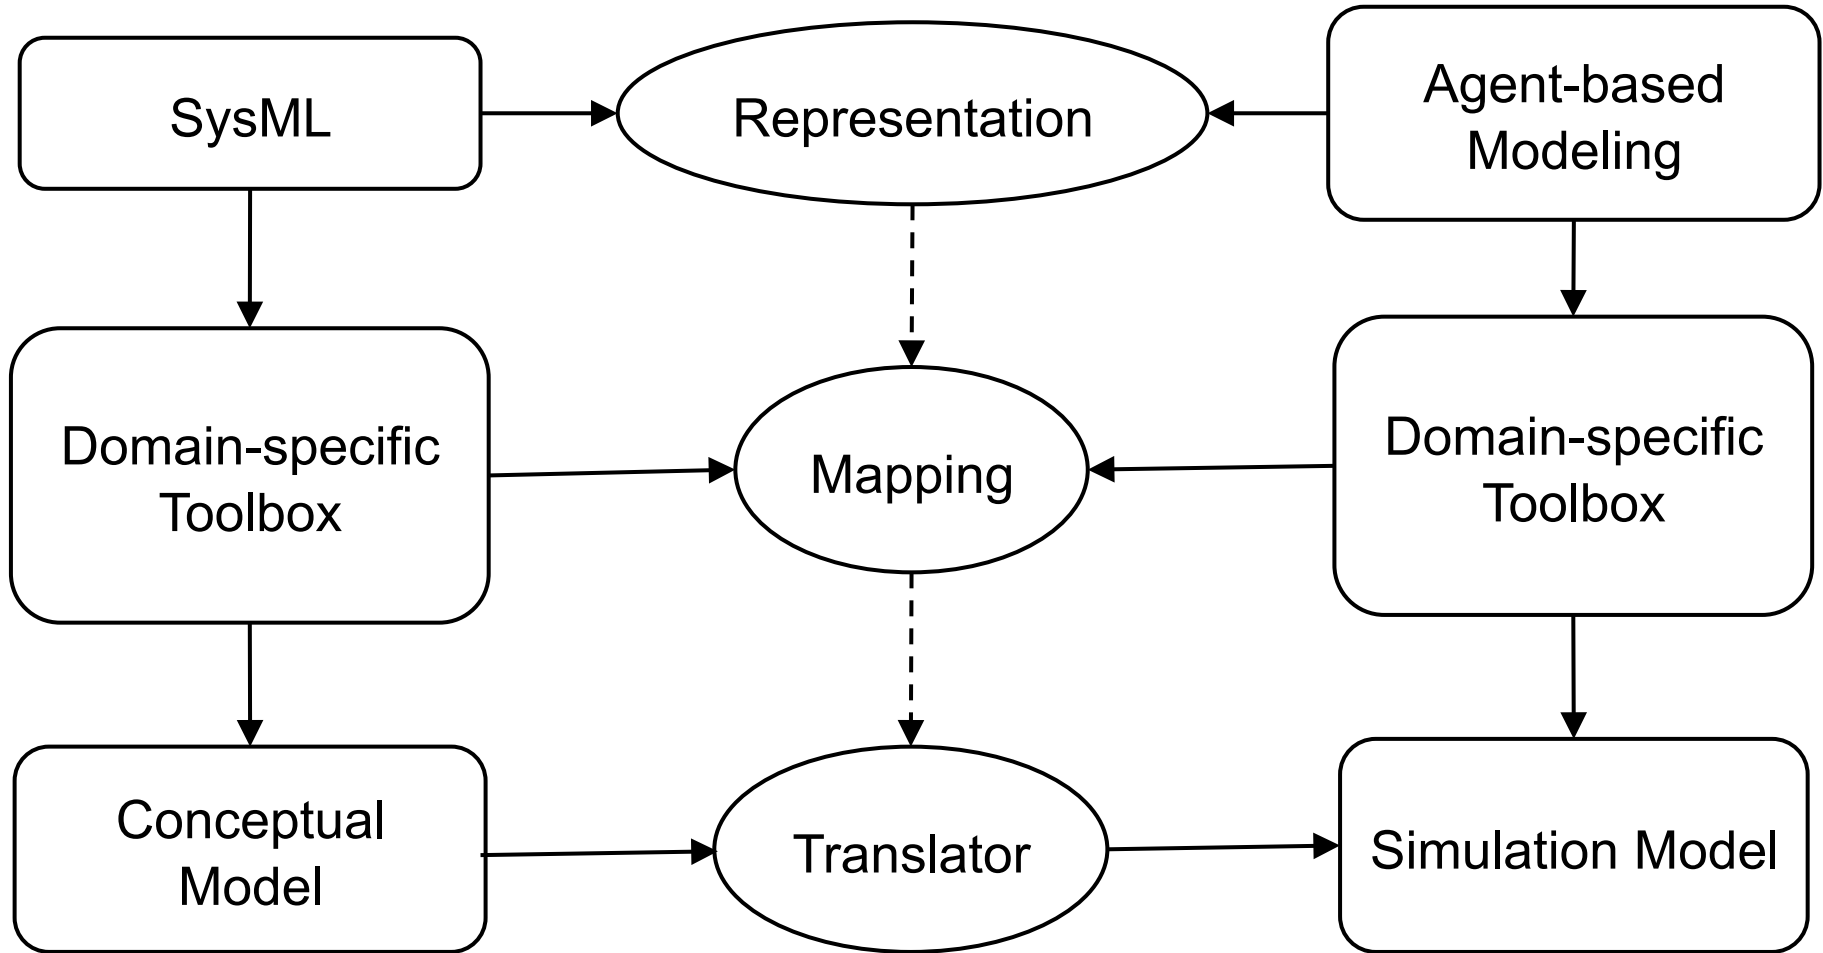 SysML
Representation
Agent-based
Modeling
Domain-specific
Toolbox
Mapping
Domain-specific
Toolbox
Conceptual
Model
Translator
Simulation Model